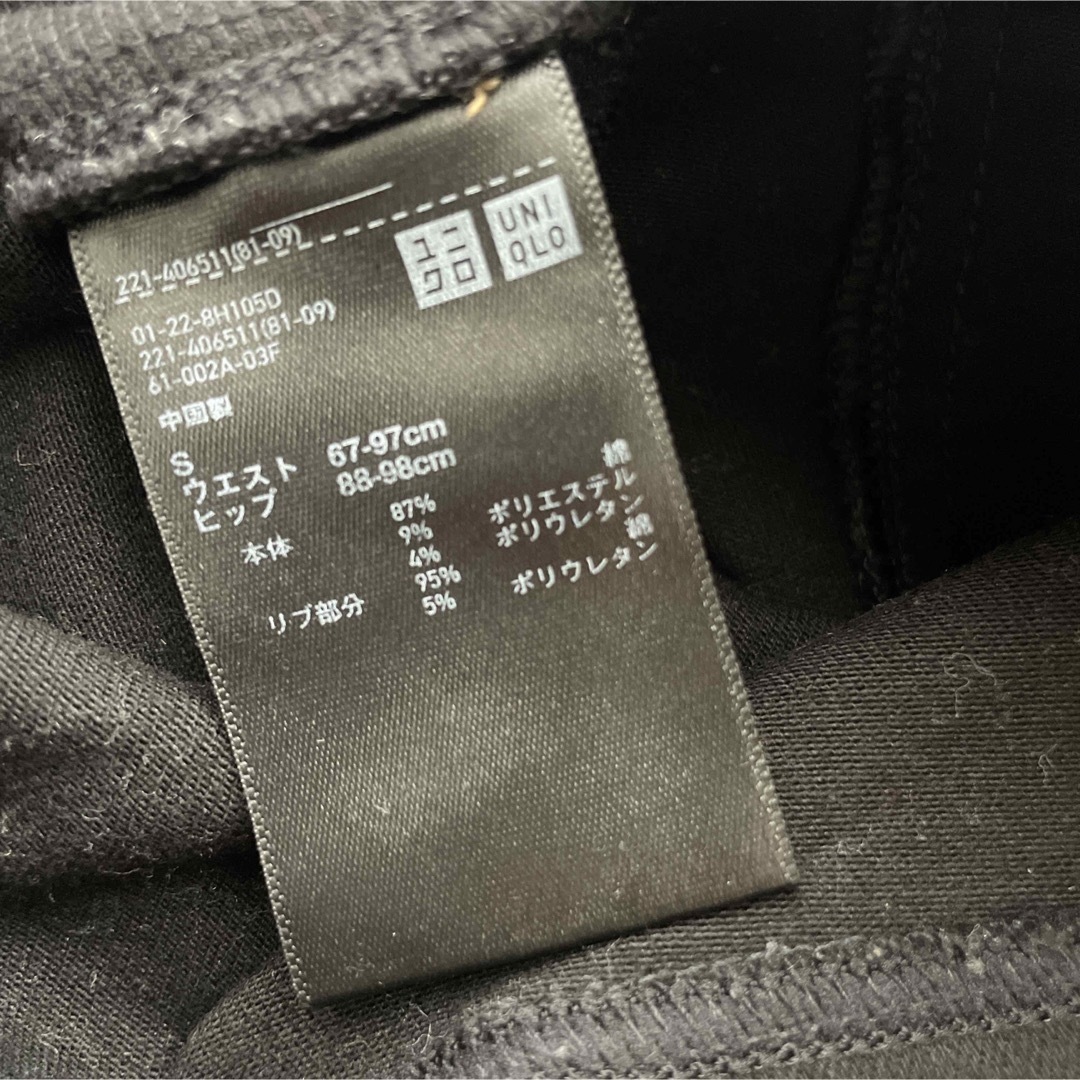 221-406511(81-09)
ユニ
クロ
UNI
QLO
01-22-8H105D
221-406511(81-09)
61-002A-03F
中国製
S
ウエスト 67-97cm
ヒップ 88-98cm
本体 87% 綿
9% ポリエステル
4% ポリウレタン
リブ部分 95% 綿
5% ポリウレタン